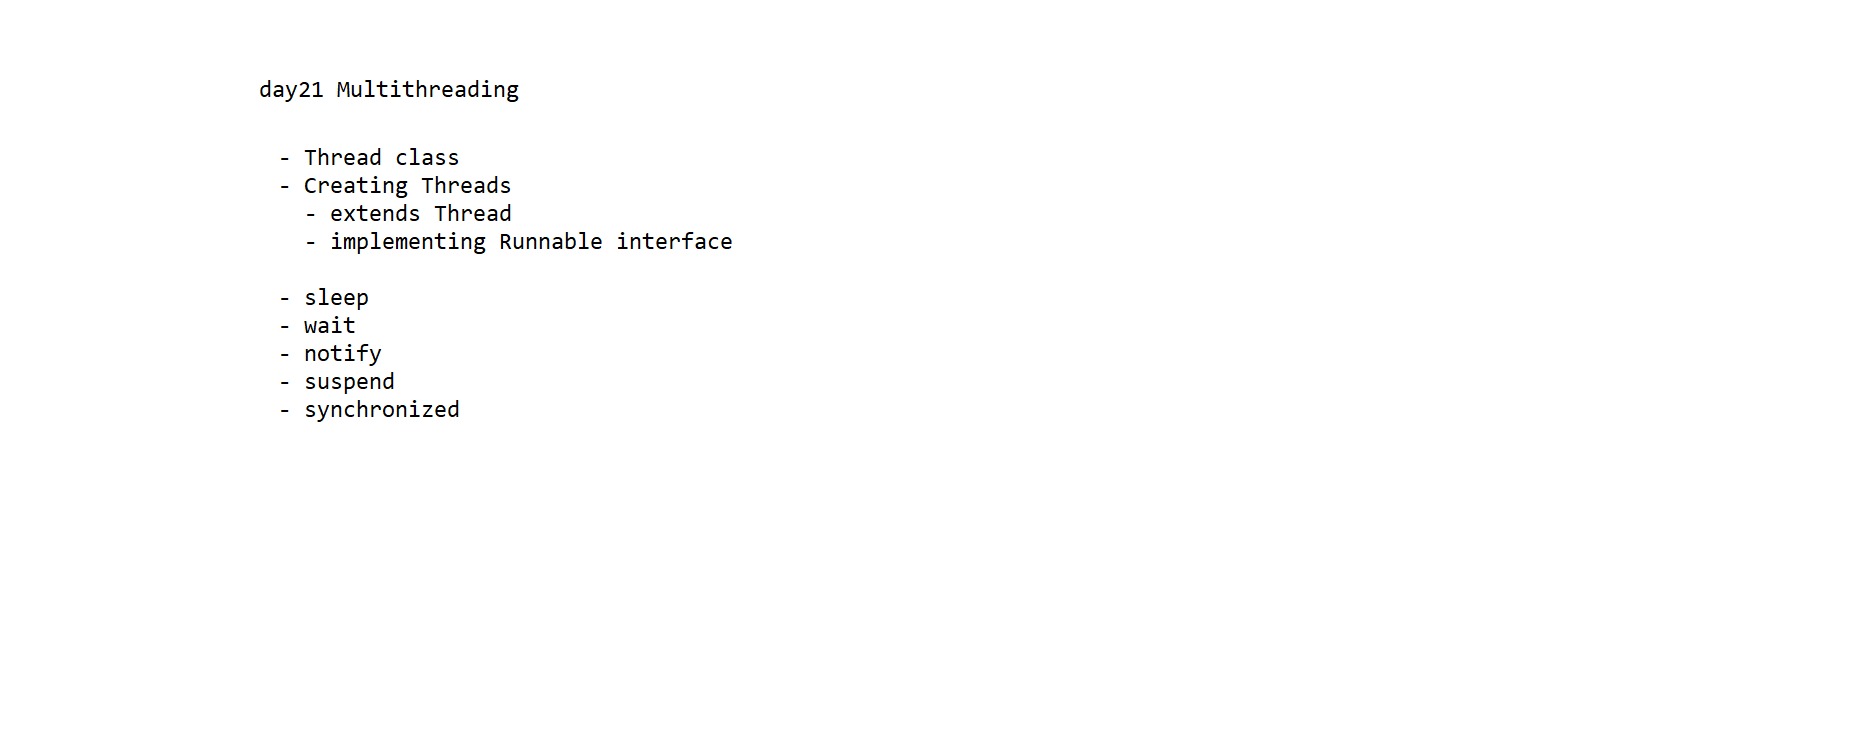 day21 Multithreading
- Thread class
- Creating Threads
- extends Thread
- implementing Runnable interface
- sleep
- wait
- notify
- suspend
- synchronized